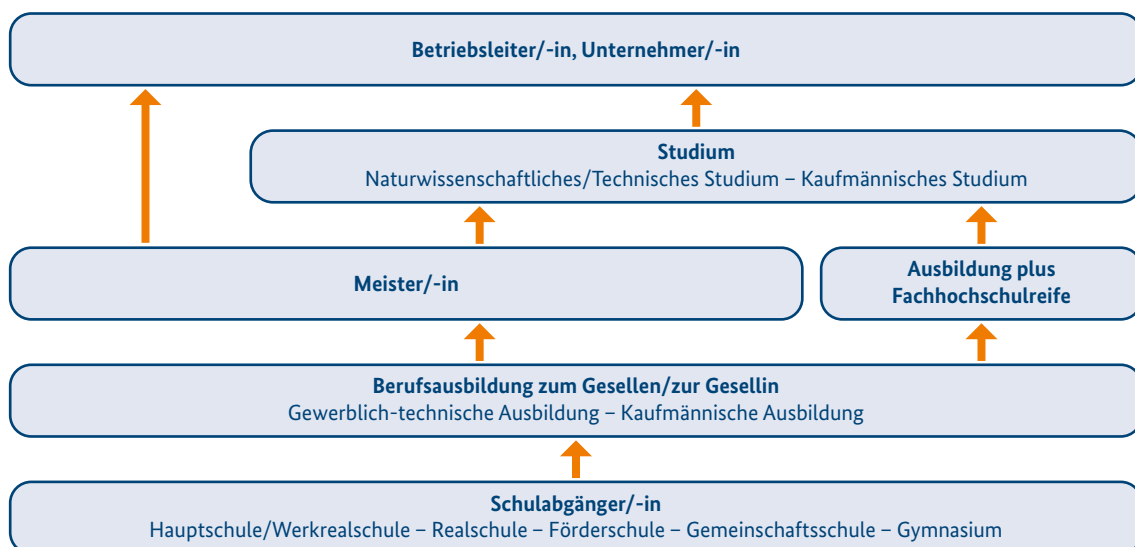 Betriebsleiter/-in, Unternehmer/-in
Studium
Naturwissenschaftliches/Technisches Studium – Kaufmännisches Studium
Meister/-in
Ausbildung plus
Fachhochschulreife
Berufsausbildung zum Gesellen/zur Gesellin
Gewerblich-technische Ausbildung – Kaufmännische Ausbildung
Schulabgänger/-in
Hauptschule/Werkrealschule – Realschule – Förderschule – Gemeinschaftsschule – Gymnasium